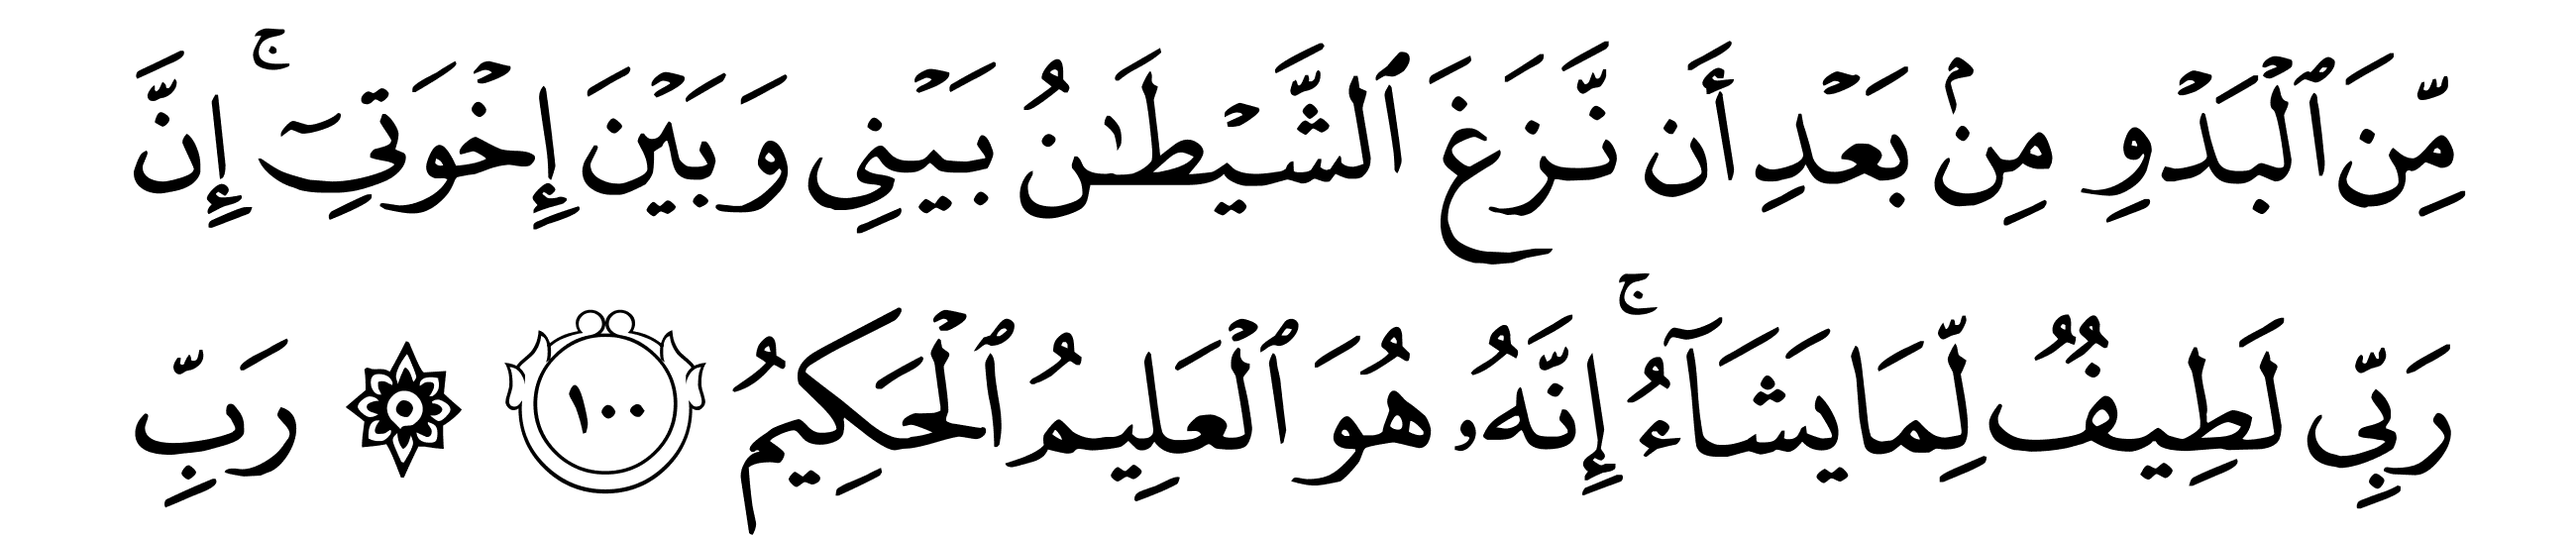 مِّنَ ٱلۡبَدۡوِ مِنۢ بَعۡدِ أَن نَّزَغَ ٱلشَّيۡطَٰنُ بَيۡنِي وَبَيۡنَ إِخۡوَتِيٓۚ إِنَّ
رَبِّي لَطِيفٞ لِّمَا يَشَآءُۚ إِنَّهُۥ هُوَ ٱلۡعَلِيمُ ٱلۡحَكِيمُ ١٠٠ ۞ رَبِّ